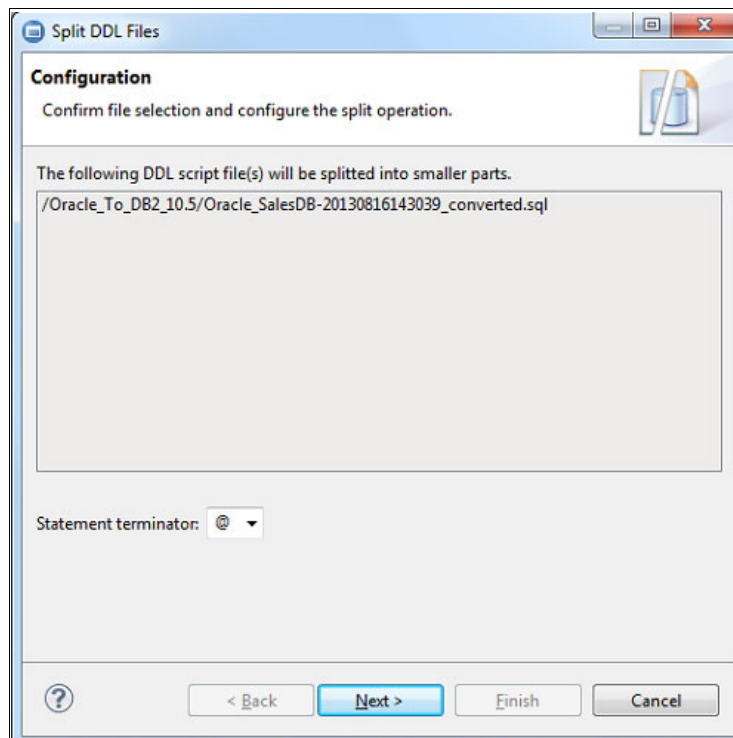 Split DDL Files
Configuration
Confirm file selection and configure the split operation.
The following DDL script file(s) will be splitted into smaller parts.
/Oracle_To_DB2_10.5/Oracle_SalesDB-20130816143039_converted.sql
Statement terminator: @
? < Back Next > Finish Cancel